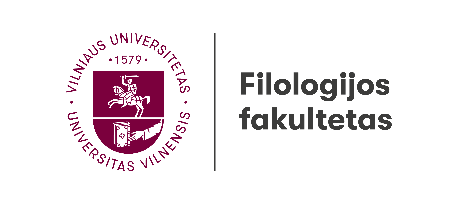 VILNIAUS UNIVERSITETAS
· 1579 ·
UNIVERSITAS VILNENSIS
Filologijos
fakultetas